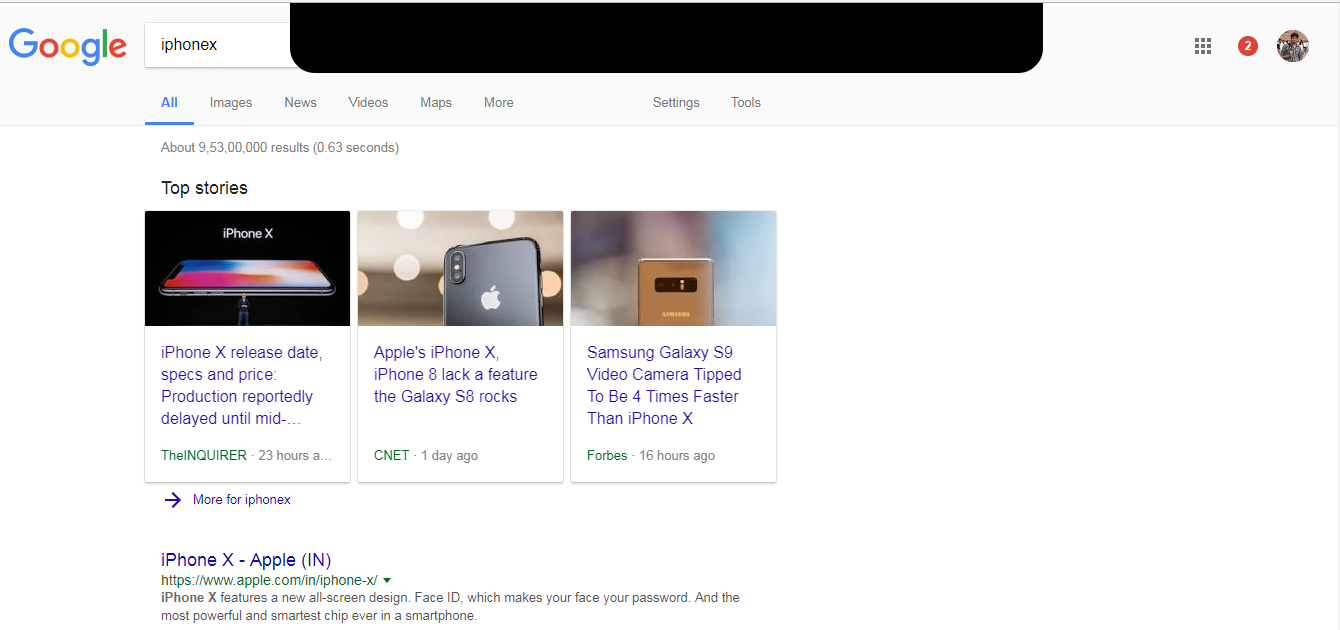 Google
iphonex
2
All Images News Videos Maps More Settings Tools
About 9,53,00,000 results (0.63 seconds)
Top stories
iPhone X
SAMSUNG
iPhone X release date,
specs and price:
Production reportedly
delayed until mid-...
TheINQUIRER · 23 hours a...
Apple's iPhone X,
iPhone 8 lack a feature
the Galaxy S8 rocks
CNET · 1 day ago
Samsung Galaxy S9
Video Camera Tipped
To Be 4 Times Faster
Than iPhone X
Forbes · 16 hours ago
More for iphonex
iPhone X - Apple (IN)
https://www.apple.com/in/iphone-x/
iPhone X features a new all-screen design. Face ID, which makes your face your password. And the
most powerful and smartest chip ever in a smartphone.